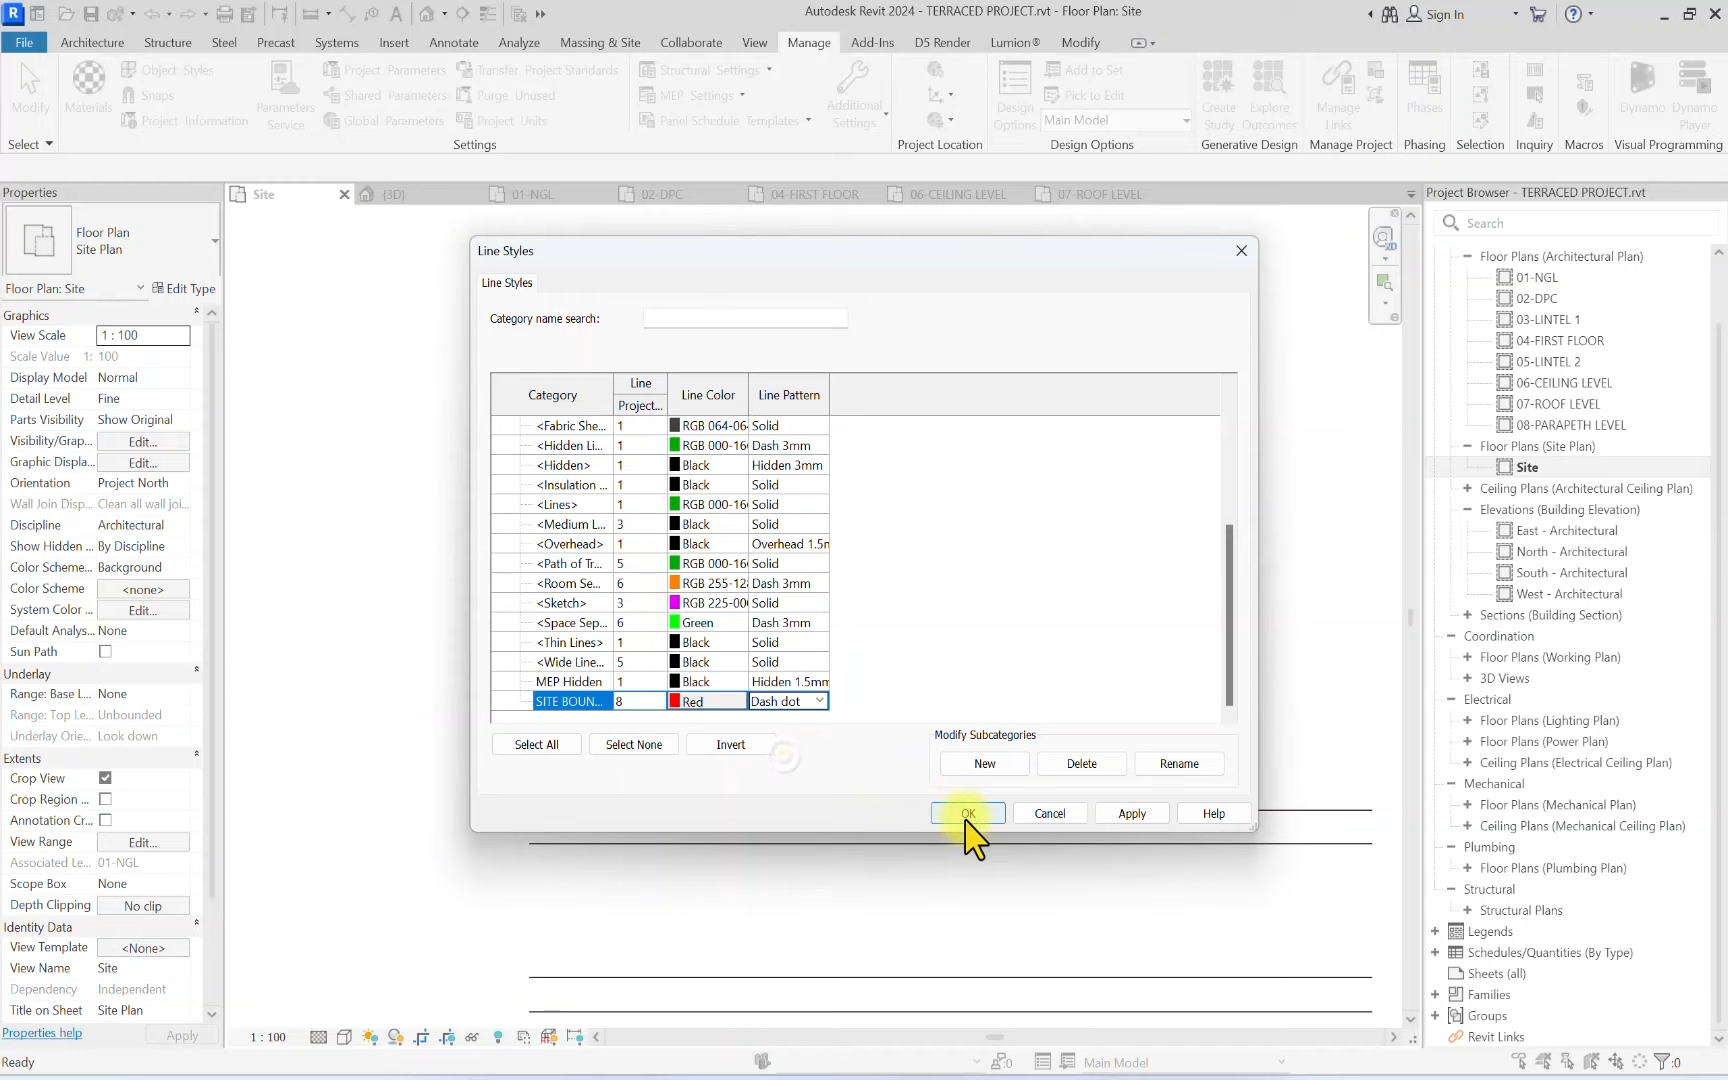 Autodesk Revit 2024 - TERRACED PROJECT.rvt - Floor Plan: Site
Sign In
File Architecture Structure Steel Precast Systems Insert Annotate Analyze Massing & Site Collaborate View Manage Add-Ins D5 Render Lumion® Modify
Modify
Materials
Object Styles
Snaps
Project Information
Parameters
Service
Project Parameters
Shared Parameters
Global Parameters
Transfer Project Standards
Purge Unused
Project Units
Structural Settings
MEP Settings
Panel Schedule Templates
Additional
Settings
Design
Options
Add to Set
Pick to Edit
Main Model
Create
Study
Explore
Outcomes
Manage
Links
Phases
Dynamo
Dynamo
Player
Select
Settings
Project Location
Design Options
Generative Design
Manage Project
Phasing
Selection
Inquiry
Macros
Visual Programming
Properties
Floor Plan
Site Plan
Floor Plan: Site
Edit Type
Graphics
View Scale 1 : 100
Scale Value 1: 100
Display Model Normal
Detail Level Fine
Parts Visibility Show Original
Visibility/Grap... Edit...
Graphic Displa... Edit...
Orientation Project North
Wall Join Disp... Clean all wall joi...
Discipline Architectural
Show Hidden ... By Discipline
Color Scheme... Background
Color Scheme <none>
System Color ... Edit...
Default Analys... None
Sun Path
Underlay
Range: Base L... None
Range: Top Le... Unbounded
Underlay Orie... Look down
Extents
Crop View
Crop Region ...
Annotation Cr...
View Range Edit...
Associated Le... 01-NGL
Scope Box None
Depth Clipping No clip
Identity Data
View Template <None>
View Name Site
Dependency Independent
Title on Sheet Site Plan
Properties help
Apply
Site {3D} 01-NGL 02-DPC 04-FIRST FLOOR 06-CEILING LEVEL 07-ROOF LEVEL
Line Styles
Line Styles
Category name search:
Category Line Line Color Line Pattern
Project...
<Fabric She... 1 RGB 064-06 Solid
<Hidden Li... 1 RGB 000-16 Dash 3mm
<Hidden> 1 Black Hidden 3mm
<Insulation ... 1 Black Solid
<Lines> 1 RGB 000-16 Solid
<Medium L... 3 Black Solid
<Overhead> 1 Black Overhead 1.5
<Path of Tr... 5 RGB 000-16 Solid
<Room Se... 6 RGB 255-12 Dash 3mm
<Sketch> 3 RGB 225-00 Solid
<Space Sep... 6 Green Dash 3mm
<Thin Lines> 1 Black Solid
<Wide Line... 5 Black Solid
MEP Hidden 1 Black Hidden 1.5mm
SITE BOUN... 8 Red Dash dot
Select All
Select None
Invert
Modify Subcategories
New
Delete
Rename
OK
Cancel
Apply
Help
Project Browser - TERRACED PROJECT.rvt
Search
Floor Plans (Architectural Plan)
01-NGL
02-DPC
03-LINTEL 1
04-FIRST FLOOR
05-LINTEL 2
06-CEILING LEVEL
07-ROOF LEVEL
08-PARAPETH LEVEL
Floor Plans (Site Plan)
Site
Ceiling Plans (Architectural Ceiling Plan)
Elevations (Building Elevation)
East - Architectural
North - Architectural
South - Architectural
West - Architectural
Sections (Building Section)
Coordination
Floor Plans (Working Plan)
3D Views
Electrical
Floor Plans (Lighting Plan)
Floor Plans (Power Plan)
Ceiling Plans (Electrical Ceiling Plan)
Mechanical
Floor Plans (Mechanical Plan)
Ceiling Plans (Mechanical Ceiling Plan)
Plumbing
Floor Plans (Plumbing Plan)
Structural
Structural Plans
Legends
Schedules/Quantities (By Type)
Sheets (all)
Families
Groups
Revit Links
1 : 100
Ready
:0
Main Model
:0